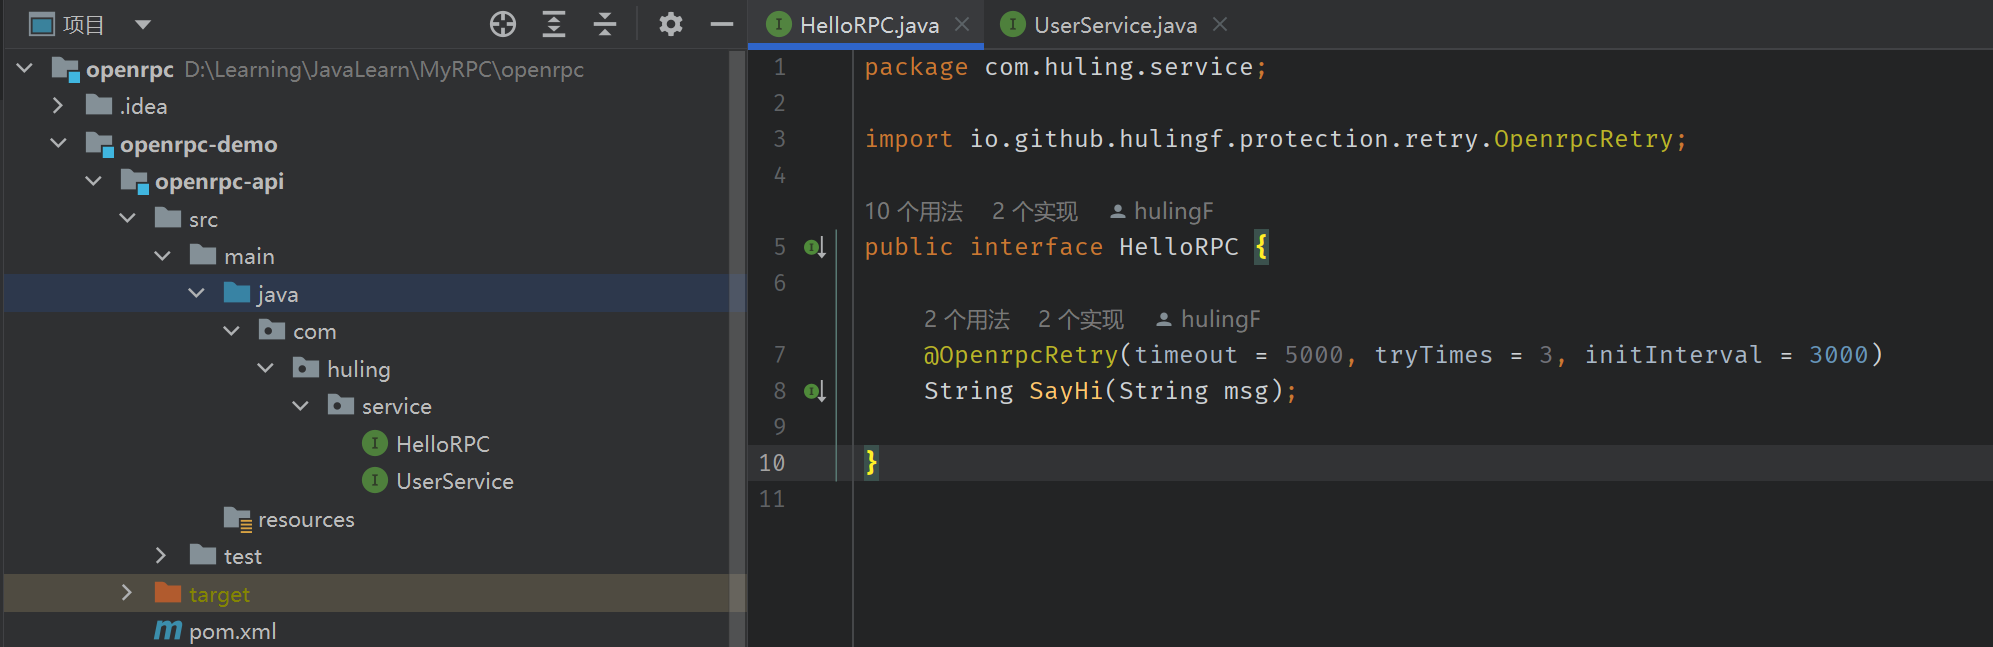 项目
openrpc D:\Learning\JavaLearn\MyRPC\openrpc
.idea
openrpc-demo
openrpc-api
src
main
java
com
huling
service
HelloRPC
UserService
resources
test
target
pom.xml
HelloRPC.java
UserService.java
1 package com.huling.service;
2
3 import io.github.hulingf.protection.retry.OpenrpcRetry;
4
10 个用法 2 个实现 hulingF
5 public interface HelloRPC {
6
2 个用法 2 个实现 hulingF
7 @OpenrpcRetry(timeout = 5000, tryTimes = 3, initInterval = 3000)
8 String SayHi(String msg);
9
10 }
11